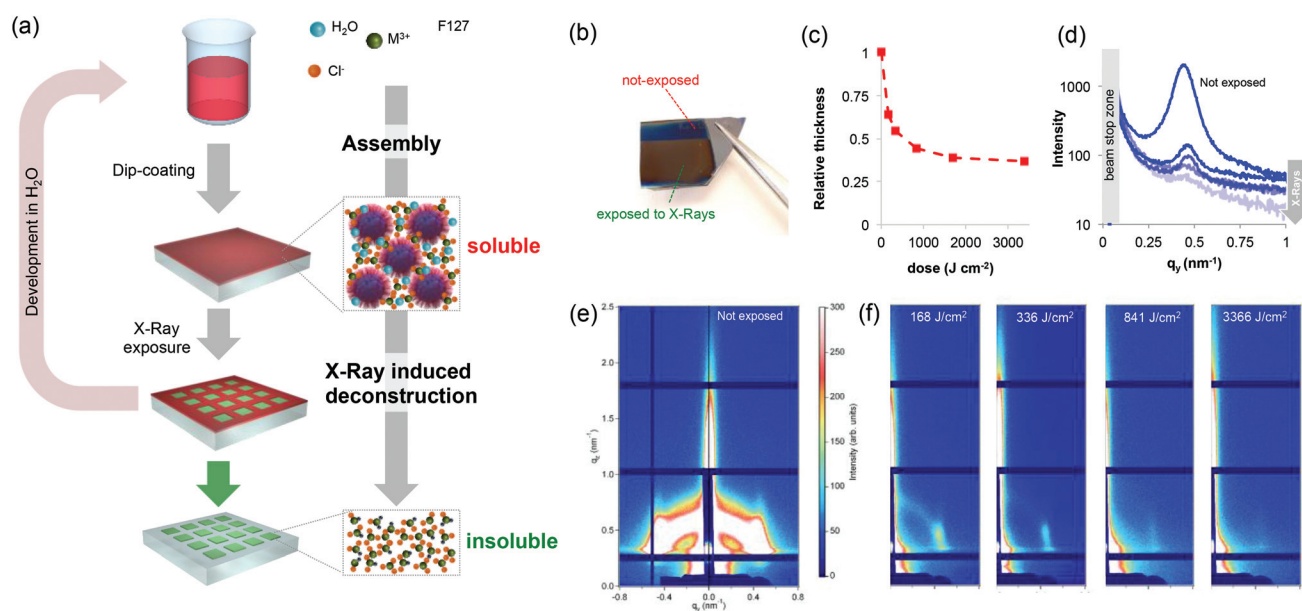 (a)
H₂O
M³⁺
F127
Cl⁻
Development in H₂O
Dip-coating
Assembly
soluble
X-Ray
exposure
X-Ray induced
deconstruction
insoluble
(b)
not-exposed
exposed to X-Rays
(c)
Relative thickness
1
0.75
0.5
0.25
0
0 1000 2000 3000
dose (J cm⁻²)
(d)
Intensity
1000
100
10
beam stop zone
Not exposed
X-Rays
0 0.25 0.5 0.75 1
q_y (nm⁻¹)
(e)
Not exposed
2.5
2.0
1.5
1.0
0.5
0.0
-0.8 -0.4 0.0 0.4 0.8
300
250
200
150
100
50
0
Intensity (arb. units)
(f)
168 J/cm²
336 J/cm²
841 J/cm²
3366 J/cm²